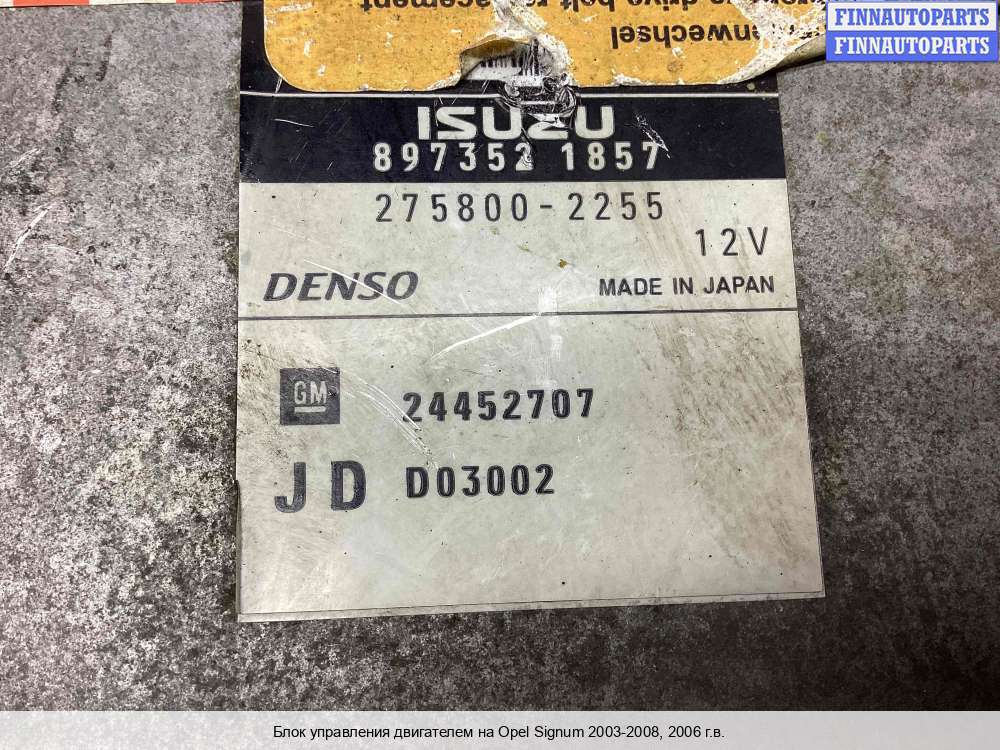 FINNAUTOPARTS
FINNAUTOPARTS
ISUZU
897352 1857
275800-2255
12V
DENSO
MADE IN JAPAN
GM
24452707
JD D03002
Блок управления двигателем на Opel Signum 2003-2008, 2006 г.в.